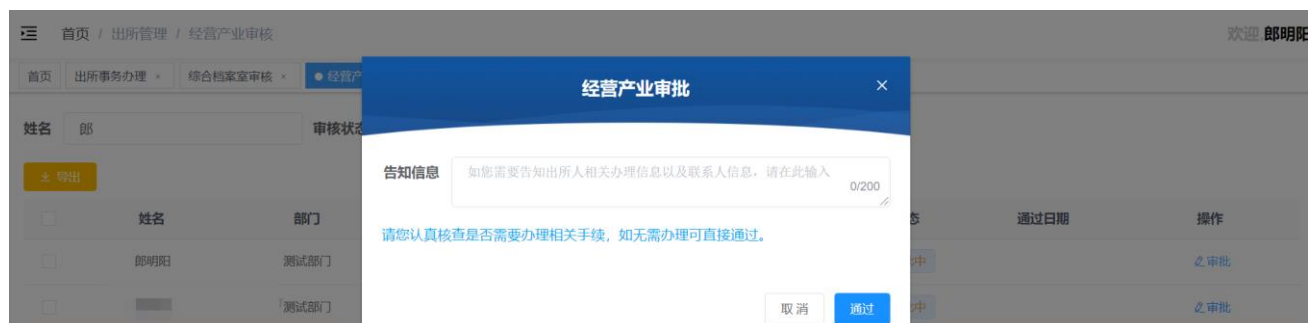 首页 / 出所管理 / 经营产业审核
欢迎 郎明阳
首页 出所事务办理 × 综合档案室审核 × 经营产
经营产业审批 ×
姓名 郎 审核状态
告知信息 如您需要告知出所人相关办理信息以及联系人信息，请在此输入
0/200
导出
姓名 部门 态 通过日期 操作
请您认真核查是否需要办理相关手续，如无需办理可直接通过。
郎明阳 测试部门 中 审批
取消 通过
测试部门 中 审批